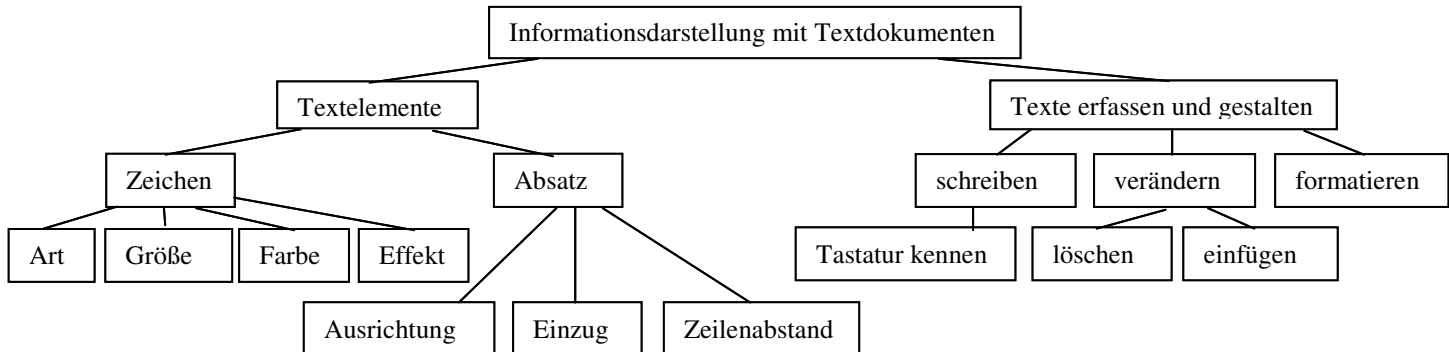 Informationsdarstellung mit Textdokumenten
Textelemente
Texte erfassen und gestalten
Zeichen
Absatz
schreiben
verändern
formatieren
Art
Größe
Farbe
Effekt
Tastatur kennen
löschen
einfügen
Ausrichtung
Einzug
Zeilenabstand